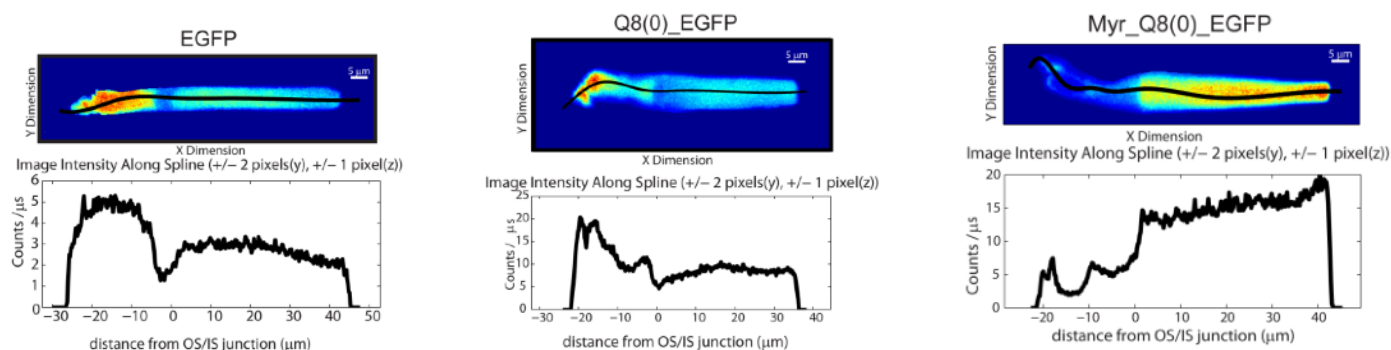 EGFP
5 μm
Y Dimension
X Dimension
Image Intensity Along Spline (+/− 2 pixels(y), +/− 1 pixel(z))
Counts /μs
6
5
4
3
2
1
0
−30 −20 −10 0 10 20 30 40 50
distance from OS/IS junction (μm)
Q8(0)_EGFP
5 μm
Y Dimension
X Dimension
Image Intensity Along Spline (+/− 2 pixels(y), +/− 1 pixel(z))
Counts / μs
25
20
15
10
5
0
−20 −10 0 10 20 30 40
distance from OS/IS junction (μm)
Myr_Q8(0)_EGFP
5 μm
Y Dimension
X Dimension
Image Intensity Along Spline (+/− 2 pixels(y), +/− 1 pixel(z))
Counts /μs
20
15
10
5
0
−20 −10 0 10 20 30 40
distance from OS/IS junction (μm)